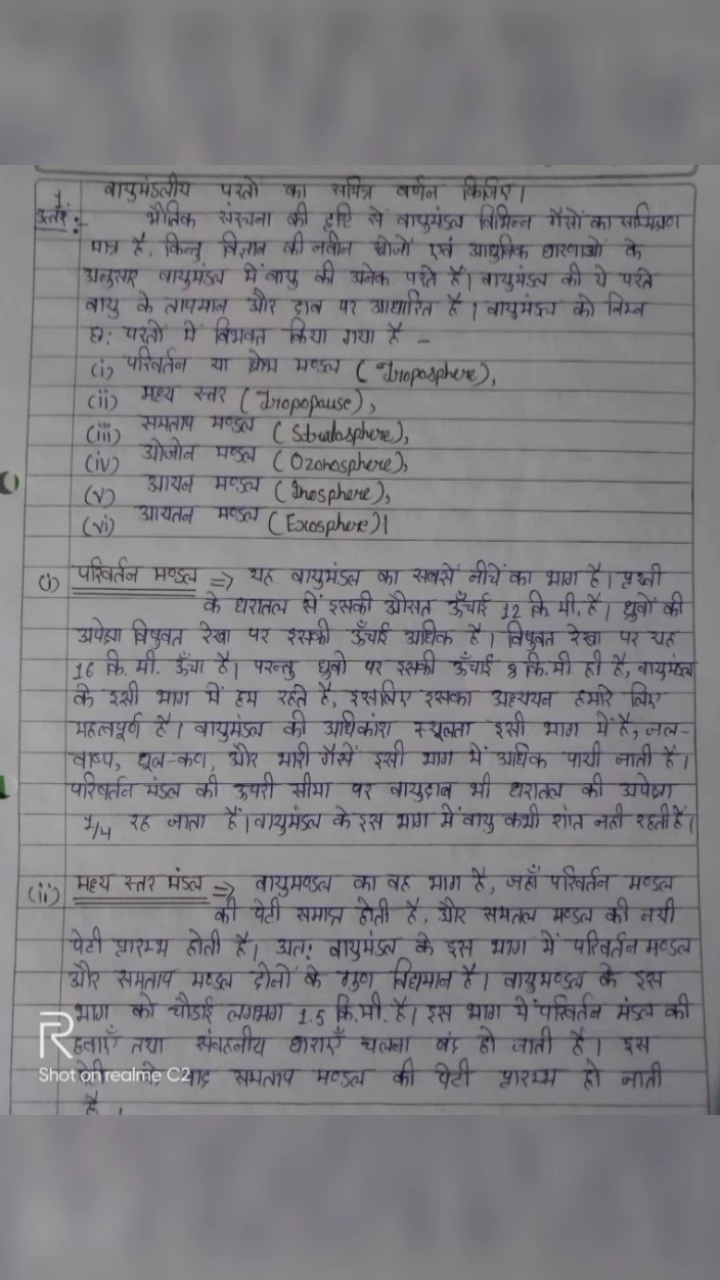 1 वायुमंडलीय परतों का सचित्र वर्णन किजिए।
उत्तर:- भौतिक संरचना की दृष्टि से वायुमंडल विभिन्न गैसों का सम्मिश्रण
मात्र है, किन्तु विज्ञान की नवीन खोजों एवं आधुनिक धारणाओं के
अनुसार वायुमंडल में वायु की अनेक परते है। वायुमंडल की ये परते
वायु के तापमान और दाब पर आधारित है। वायुमंडल को निम्न
छः परतों में विभक्त किया गया है –
(i) परिवर्तन या क्षोभ मण्डल (Troposphere),
(ii) मध्य स्तर (Tropopause),
(iii) समताप मण्डल (Stratosphere),
(iv) ओजोन मण्डल (Ozonosphere),
(v) आयन मण्डल (Inosphere),
(vi) आयतन मण्डल (Exosphere)।
(i) परिवर्तन मण्डल ⇒ यह वायुमंडल का सबसें नीचें का भाग है। पृथ्वी
के धरातल सें इसकी औसत ऊँचाई 12 कि.मी. है। ध्रुवों की
अपेक्षा विषुवत रेखा पर इसकी ऊँचाई अधिक है। विषुवत रेखा पर यह
16 कि.मी. ऊँचा है। परन्तु ध्रुवो पर इसकी ऊँचाई 8 कि.मी ही है, वायुमंडल
के इसी भाग में हम रहते है, इसलिए इसका अध्ययन हमारे लिए
महत्वपूर्ण है। वायुमंडल की अधिकांश स्थूलता इसी भाग में है, जल-
वाष्प, धूल-कण, और भारी गैसें इसी भाग में अधिक पायी जाती है।
परिवर्तन मंडल की ऊपरी सीमा पर वायुदाब भी धरातल की अपेक्षा
1/4 रह जाता हैं। वायुमंडल के इस भाग में वायु कभी शांत नही रहती हैं।
(ii) मध्य स्तर मंडल ⇒ वायुमण्डल का वह भाग है, जहाँ परिवर्तन मण्डल
की पेटी समाप्त होती है, और समतल मण्डल की नयी
पेटी प्रारम्भ होती है। अतः वायुमंडल के इस भाग में परिवर्तन मण्डल
और समताप मण्डल दोनों के गुण विद्यमान है। वायुमण्डल के इस
भाग की चौडाई लगभग 1.5 कि.मी. है। इस भाग में परिवर्तन मंडल की
हवाएँ तथा संवहनीय धाराएँ चलना बंद हो जाती है। इस
बाद समताप मण्डल की पेटी प्रारम्भ हो जाती
है।
R
Shot on realme C2